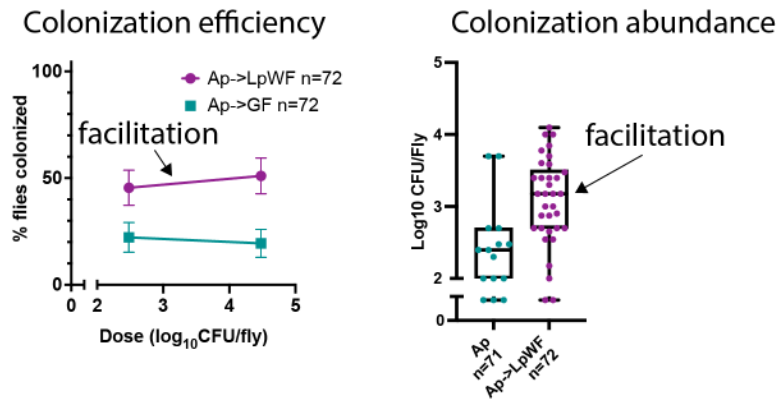 Colonization efficiency
100
50
0
% flies colonized
Ap->LpWF n=72
Ap->GF n=72
facilitation
0 2 3 4 5
Dose (log10CFU/fly)
Colonization abundance
5
4
3
2
0
Log10 CFU/Fly
facilitation
Ap
n=71
Ap->LpWF
n=72